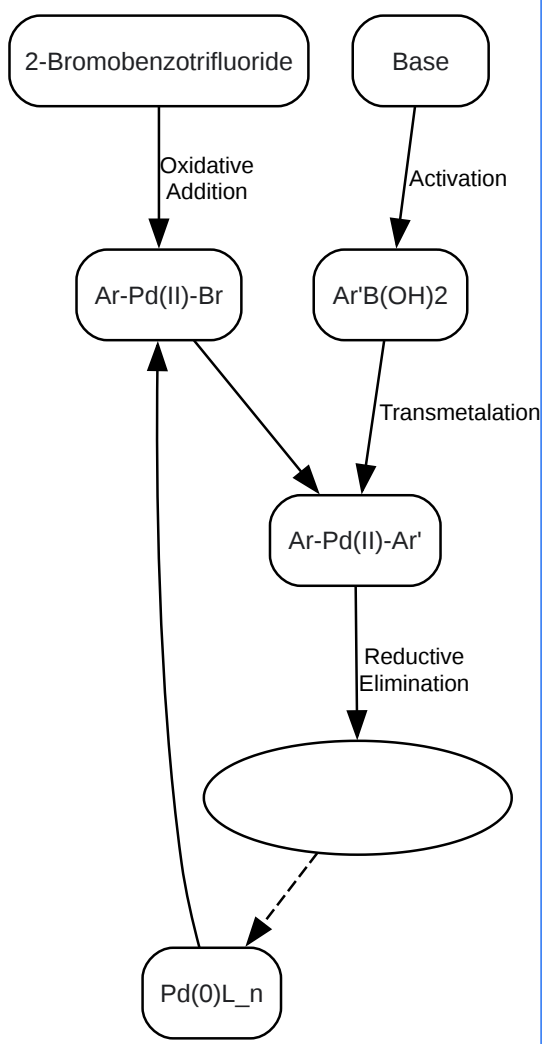 2-Bromobenzotrifluoride
Base
Oxidative
Addition
Activation
Ar-Pd(II)-Br
Ar'B(OH)2
Transmetalation
Ar-Pd(II)-Ar'
Reductive
Elimination
Pd(0)L_n